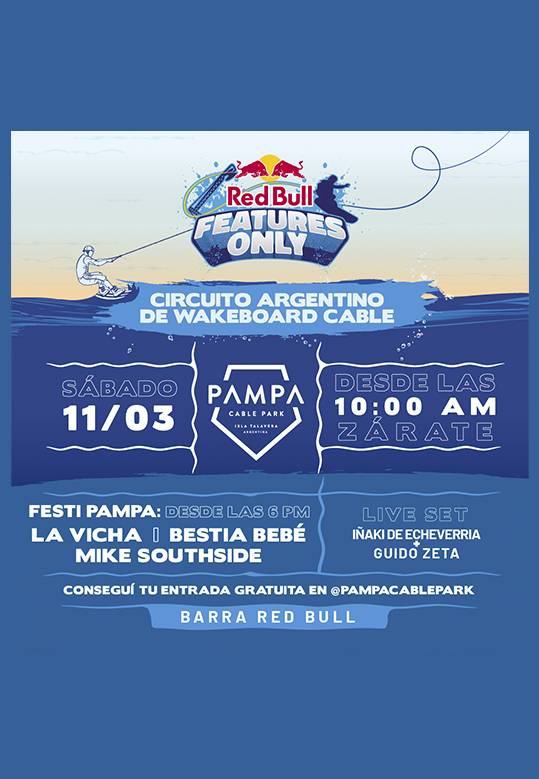 Red Bull
FEATURES
ONLY
CIRCUITO ARGENTINO
DE WAKEBOARD CABLE
SÁBADO
11/03
PAMPA
CABLE PARK
ISLA TALAVERA
ARGENTINA
DESDE LAS
10:00 AM
ZÁRATE
FESTI PAMPA: DESDE LAS 6 PM
LA VICHA ▯ BESTIA BEBÉ
MIKE SOUTHSIDE
LIVE SET
IÑAKI DE ECHEVERRIA
+
GUIDO ZETA
CONSEGUÍ TU ENTRADA GRATUITA EN @PAMPACABLEPARK
BARRA RED BULL